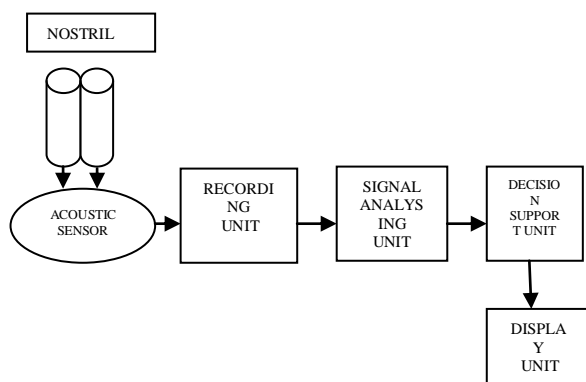 NOSTRIL
ACOUSTIC
SENSOR
RECORDI
NG
UNIT
SIGNAL
ANALYS
ING
UNIT
DECISIO
N
SUPPOR
T UNIT
DISPLA
Y
UNIT